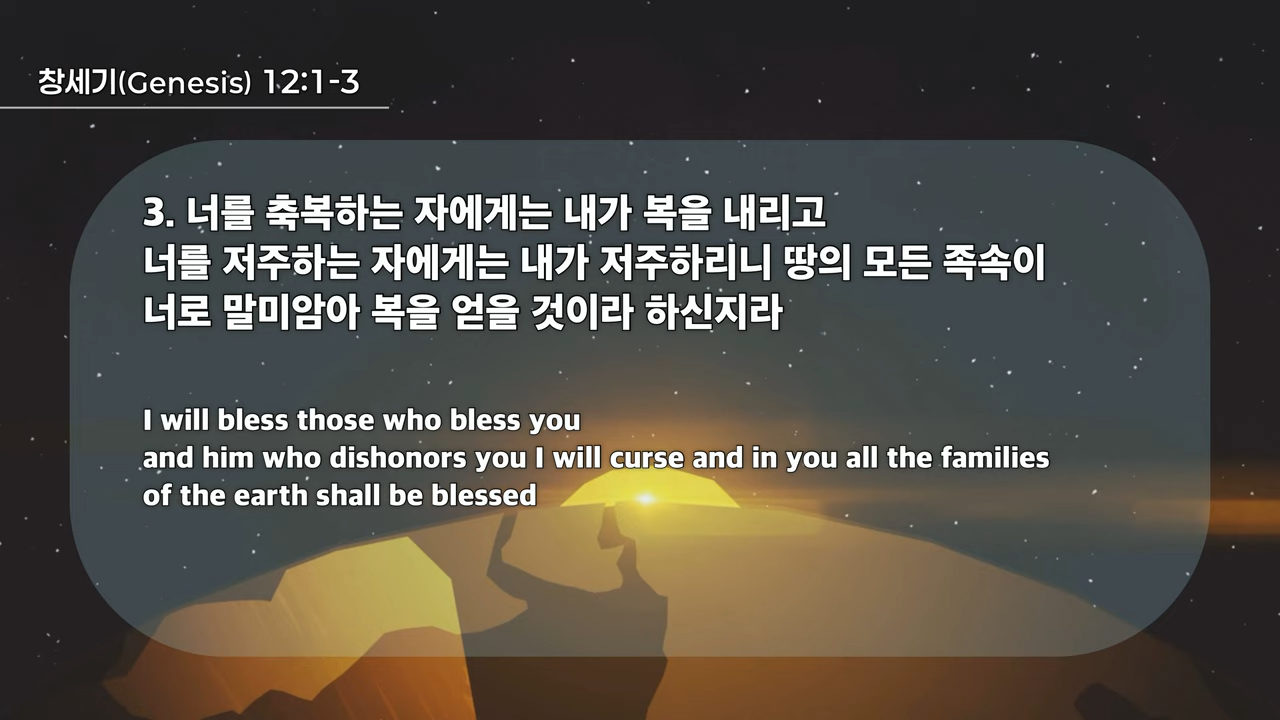 창세기(Genesis) 12:1-3
3. 너를 축복하는 자에게는 내가 복을 내리고
너를 저주하는 자에게는 내가 저주하리니 땅의 모든 족속이
너로 말미암아 복을 얻을 것이라 하신지라
I will bless those who bless you
and him who dishonors you I will curse and in you all the families
of the earth shall be blessed